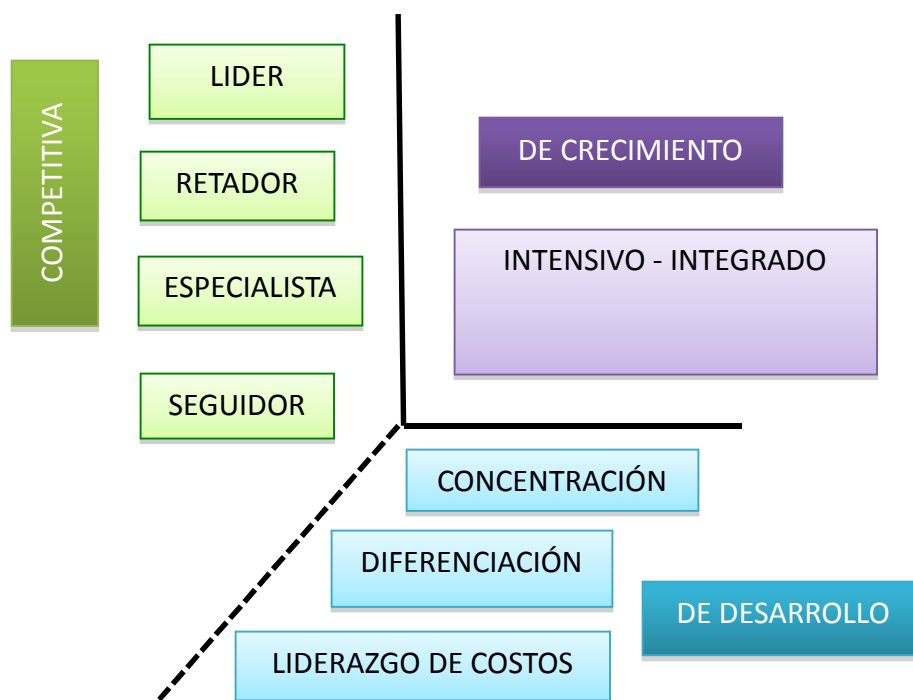 COMPETITIVA
LIDER
RETADOR
ESPECIALISTA
SEGUIDOR
DE CRECIMIENTO
INTENSIVO - INTEGRADO
CONCENTRACIÓN
DIFERENCIACIÓN
LIDERAZGO DE COSTOS
DE DESARROLLO